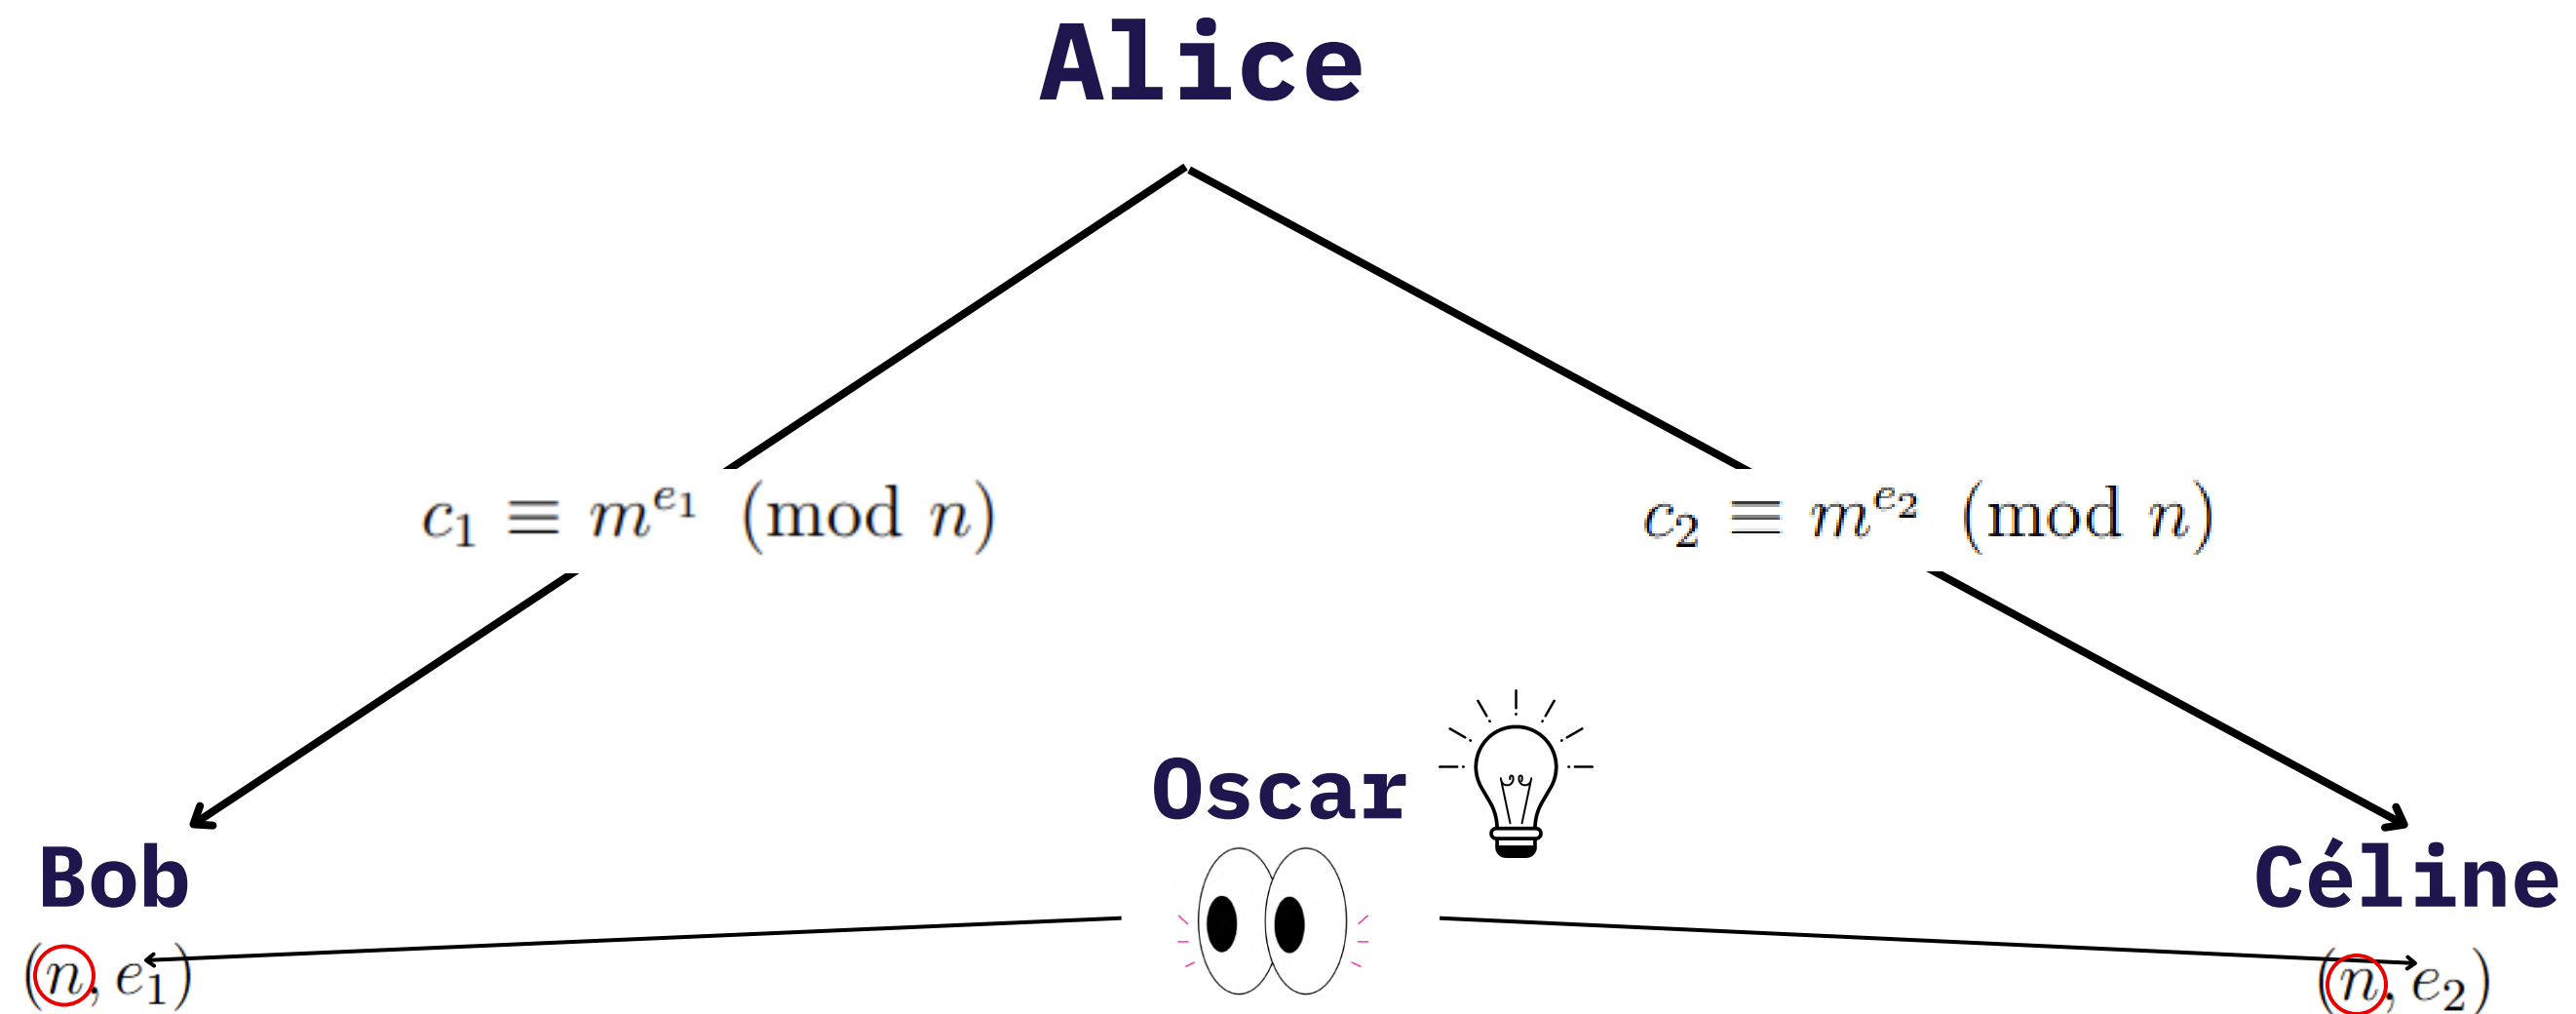 Alice
c₁ ≡ m^{e₁} (mod n)
c₂ ≡ m^{e₂} (mod n)
Oscar
Bob
Céline
(n, e₁)
(n, e₂)